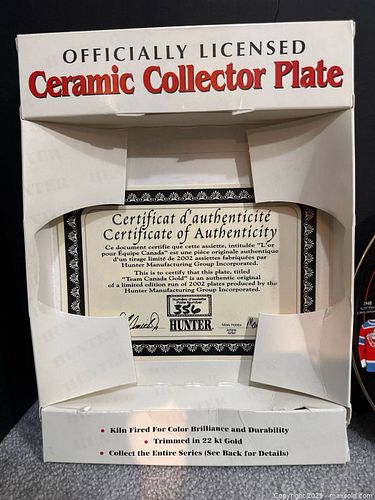 OFFICIALLY LICENSED
Ceramic Collector Plate
Certificat d'authenticité
Certificate of Authenticity
Ce document certifie que cette assiette, intitulée "L'or
pour Équipe Canada" est une pièce originale authentique
d'un tirage limité de 2002 assiettes fabriquées par
Hunter Manufacturing Group Incorporated.
This is to certify that this plate, titled
"Team Canada Gold" is an authentic original
of a limited edition run of 2002 plates produced by the
Hunter Manufacturing Group Incorporated.
Numéro d'assiette
Plate Number
356
HUNTER
• Kiln Fired For Color Brilliance and Durability
• Trimmed in 22 kt Gold
• Collect the Entire Series (See Back for Details)
Copyright 2025 - maxsold.com